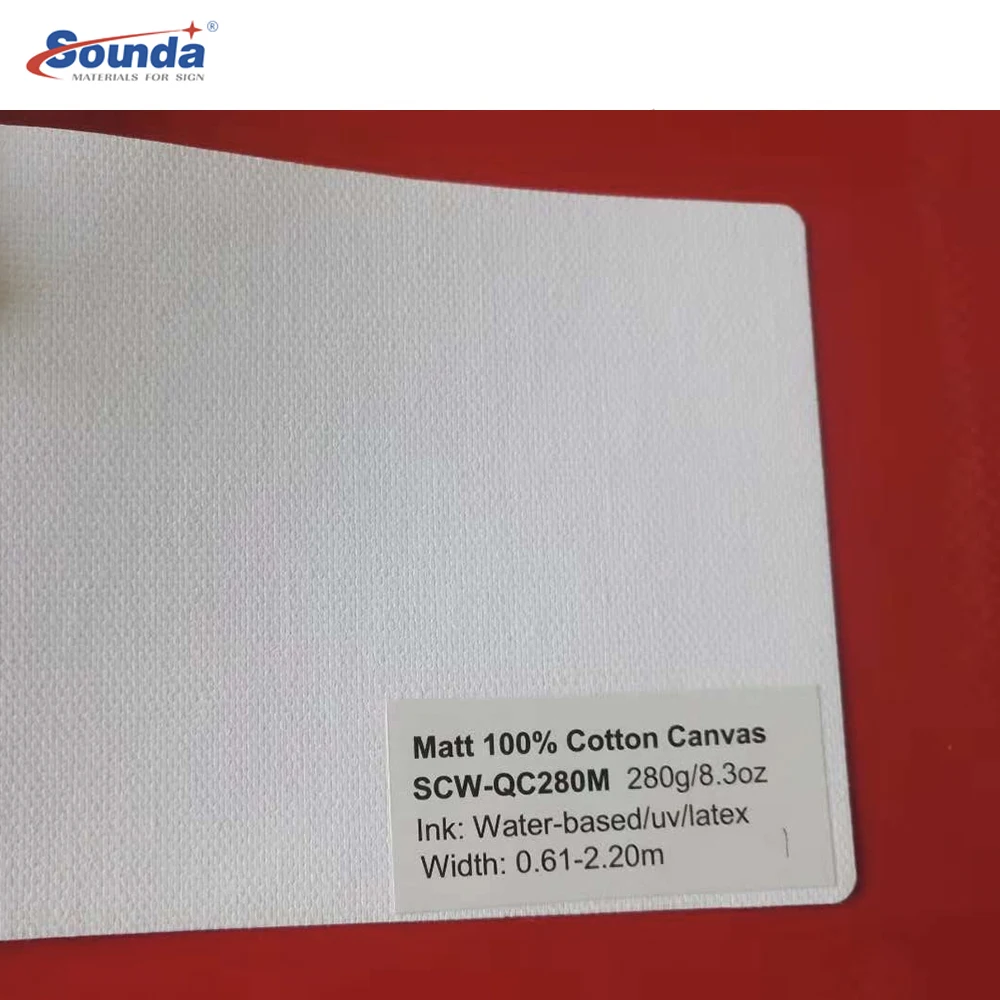 Sounda®
MATERIALS FOR SIGN
Matt 100% Cotton Canvas
SCW-QC280M 280g/8.3oz
Ink: Water-based/uv/latex
Width: 0.61-2.20m